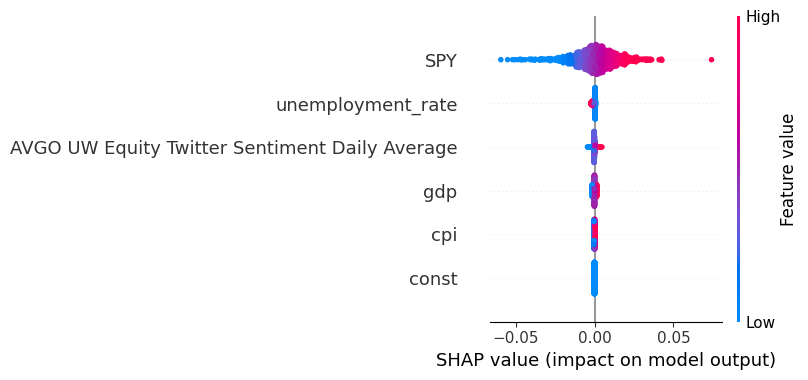 High
SPY
unemployment_rate
AVGO UW Equity Twitter Sentiment Daily Average
gdp
cpi
const
Feature value
Low
−0.05 0.00 0.05
SHAP value (impact on model output)